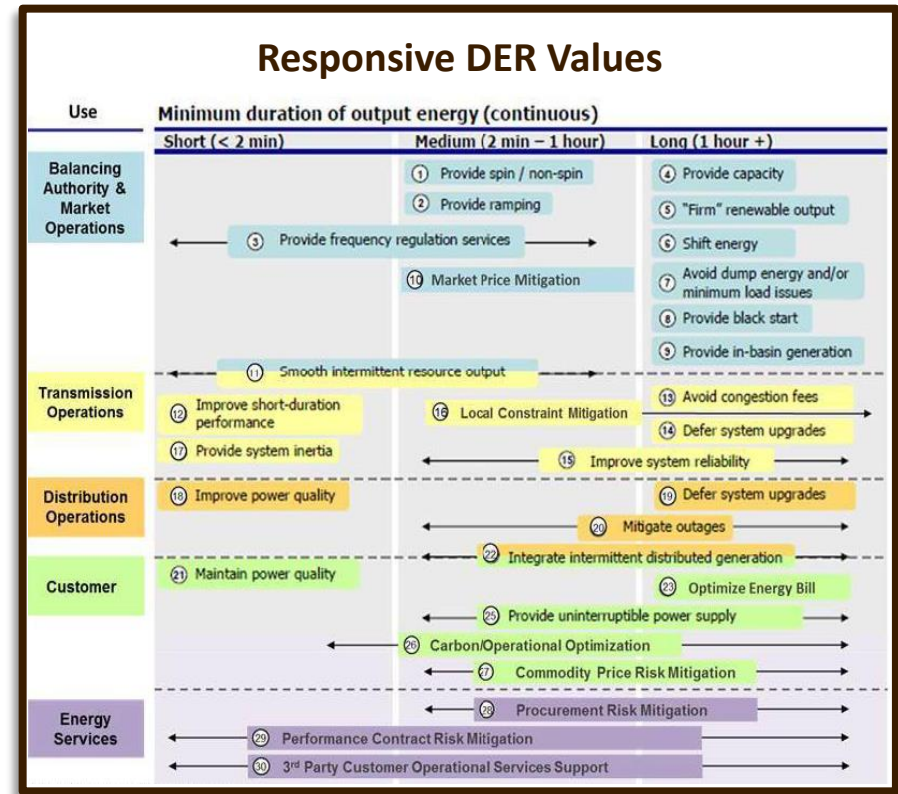 Responsive DER Values
Use
Minimum duration of output energy (continuous)
Short (< 2 min)
Medium (2 min – 1 hour)
Long (1 hour +)
Balancing
Authority &
Market
Operations
1 Provide spin / non-spin
2 Provide ramping
3 Provide frequency regulation services
10 Market Price Mitigation
4 Provide capacity
5 "Firm" renewable output
6 Shift energy
7 Avoid dump energy and/or
minimum load issues
8 Provide black start
9 Provide in-basin generation
11 Smooth intermittent resource output
Transmission
Operations
12 Improve short-duration
performance
17 Provide system inertia
16 Local Constraint Mitigation
13 Avoid congestion fees
14 Defer system upgrades
15 Improve system reliability
Distribution
Operations
18 Improve power quality
19 Defer system upgrades
20 Mitigate outages
22 Integrate intermittent distributed generation
Customer
21 Maintain power quality
23 Optimize Energy Bill
25 Provide uninterruptible power supply
26 Carbon/Operational Optimization
27 Commodity Price Risk Mitigation
Energy
Services
28 Procurement Risk Mitigation
29 Performance Contract Risk Mitigation
30 3rd Party Customer Operational Services Support